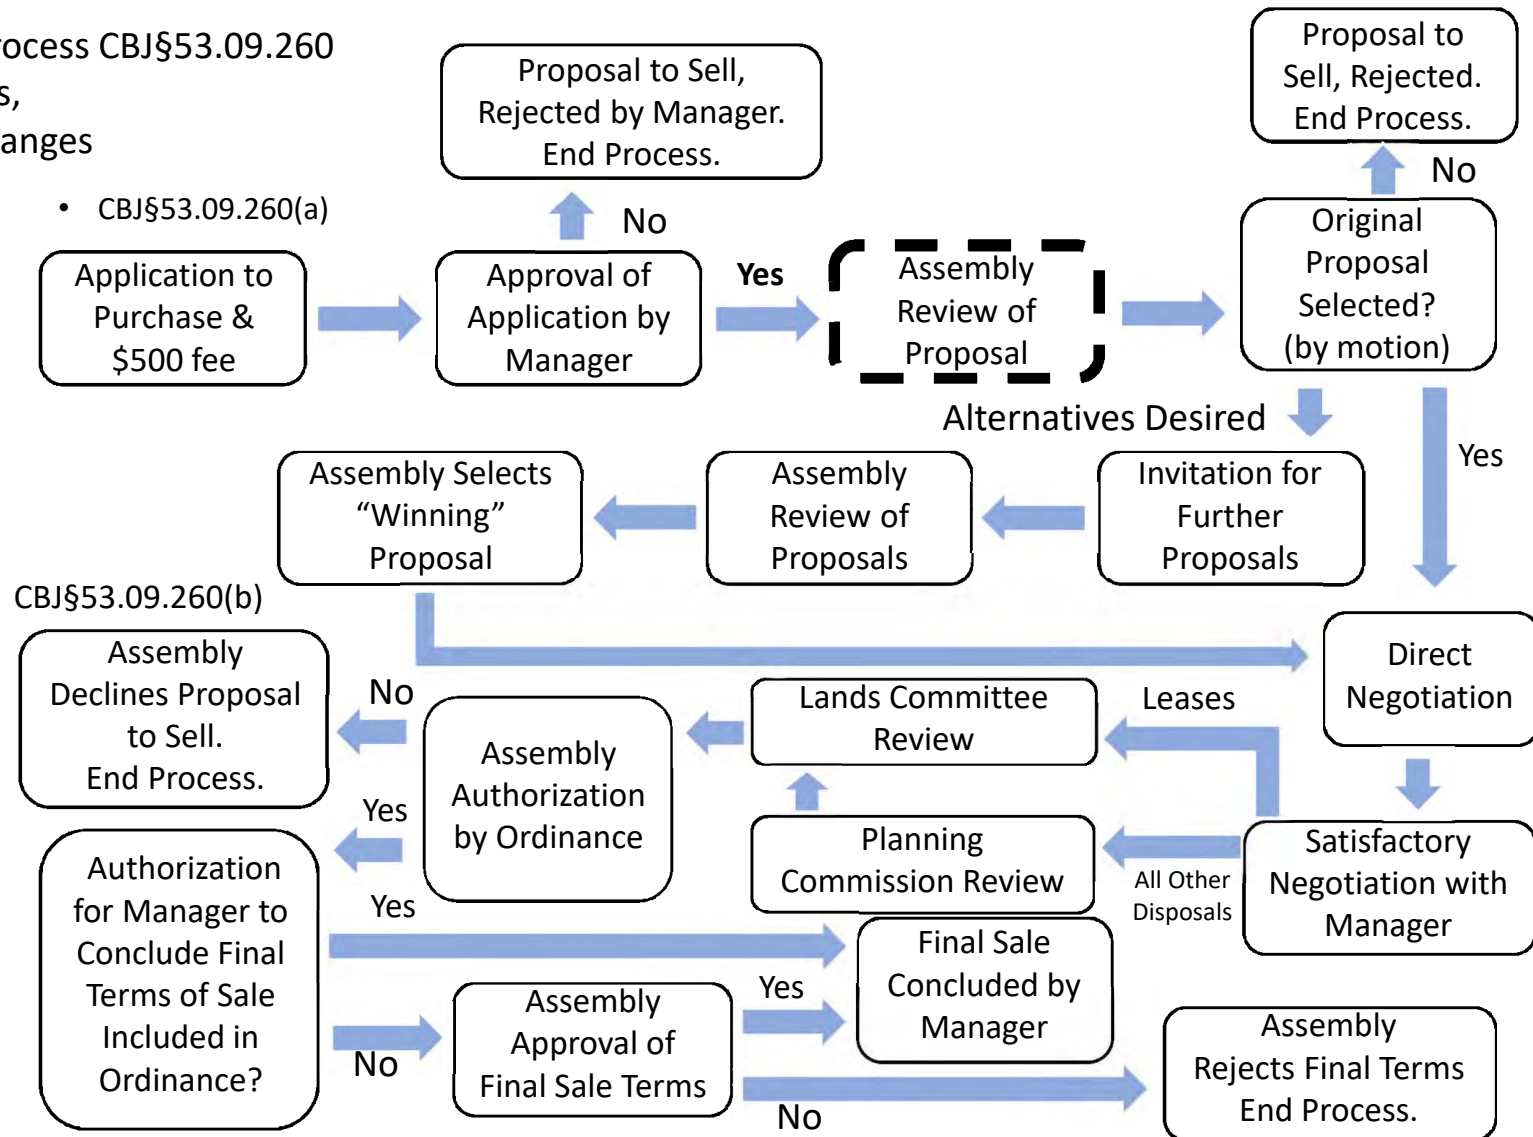 rocess CBJ§53.09.260
s,
anges
• CBJ§53.09.260(a)
Proposal to Sell,
Rejected by Manager.
End Process.
Proposal to
Sell, Rejected.
End Process.
No
No
Application to
Purchase &
$500 fee
Approval of
Application by
Manager
Yes
Assembly
Review of
Proposal
Original
Proposal
Selected?
(by motion)
Alternatives Desired
Yes
Assembly Selects
“Winning”
Proposal
Assembly
Review of
Proposals
Invitation for
Further
Proposals
CBJ§53.09.260(b)
Assembly
Declines Proposal
to Sell.
End Process.
No
Assembly
Authorization
by Ordinance
Lands Committee
Review
Leases
Direct
Negotiation
Yes
Planning
Commission Review
All Other
Disposals
Satisfactory
Negotiation with
Manager
Authorization
for Manager to
Conclude Final
Terms of Sale
Included in
Ordinance?
Yes
Final Sale
Concluded by
Manager
No
Assembly
Approval of
Final Sale Terms
Yes
No
Assembly
Rejects Final Terms
End Process.